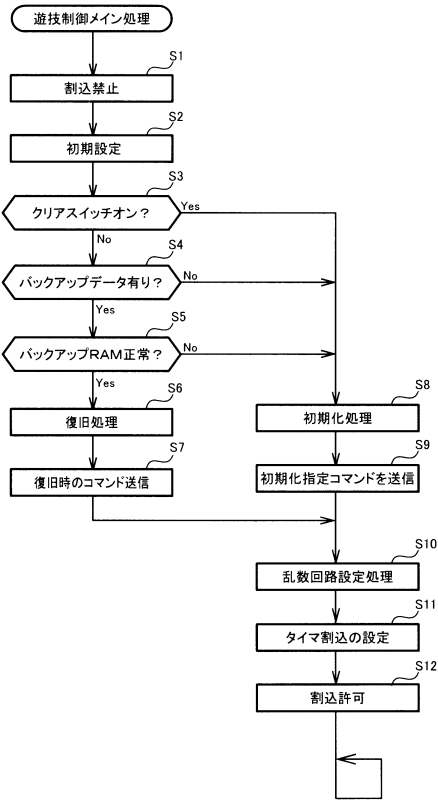 遊技制御メイン処理
S1
割込禁止
S2
初期設定
S3
クリアスイッチオン？
Yes
No
S4
バックアップデータ有り？
No
Yes
S5
バックアップRAM正常？
No
Yes
S6
復旧処理
S7
復旧時のコマンド送信
S8
初期化処理
S9
初期化指定コマンドを送信
S10
乱数回路設定処理
S11
タイマ割込の設定
S12
割込許可